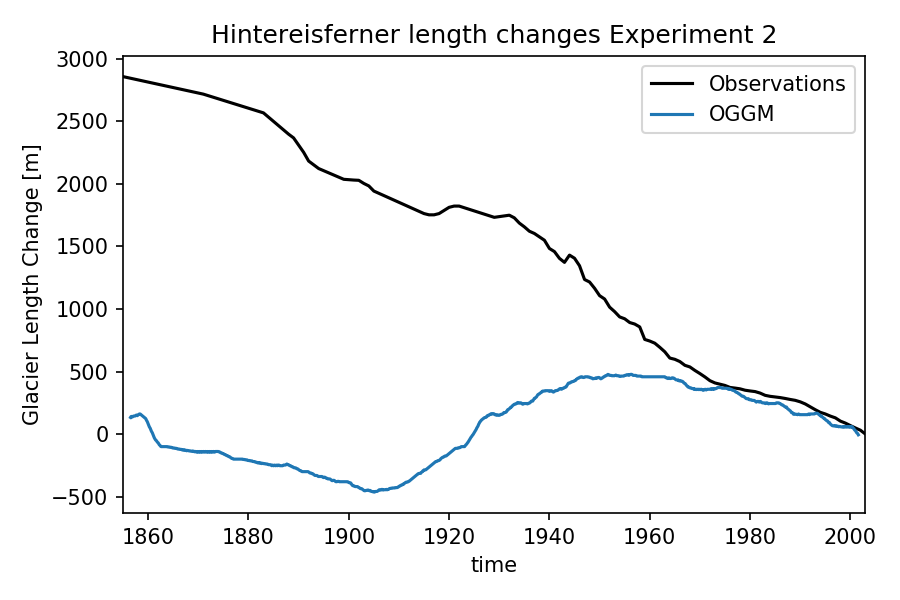 Hintereisferner length changes Experiment 2
Glacier Length Change [m]
3000
2500
2000
1500
1000
500
0
−500
Observations
OGGM
1860 1880 1900 1920 1940 1960 1980 2000
time